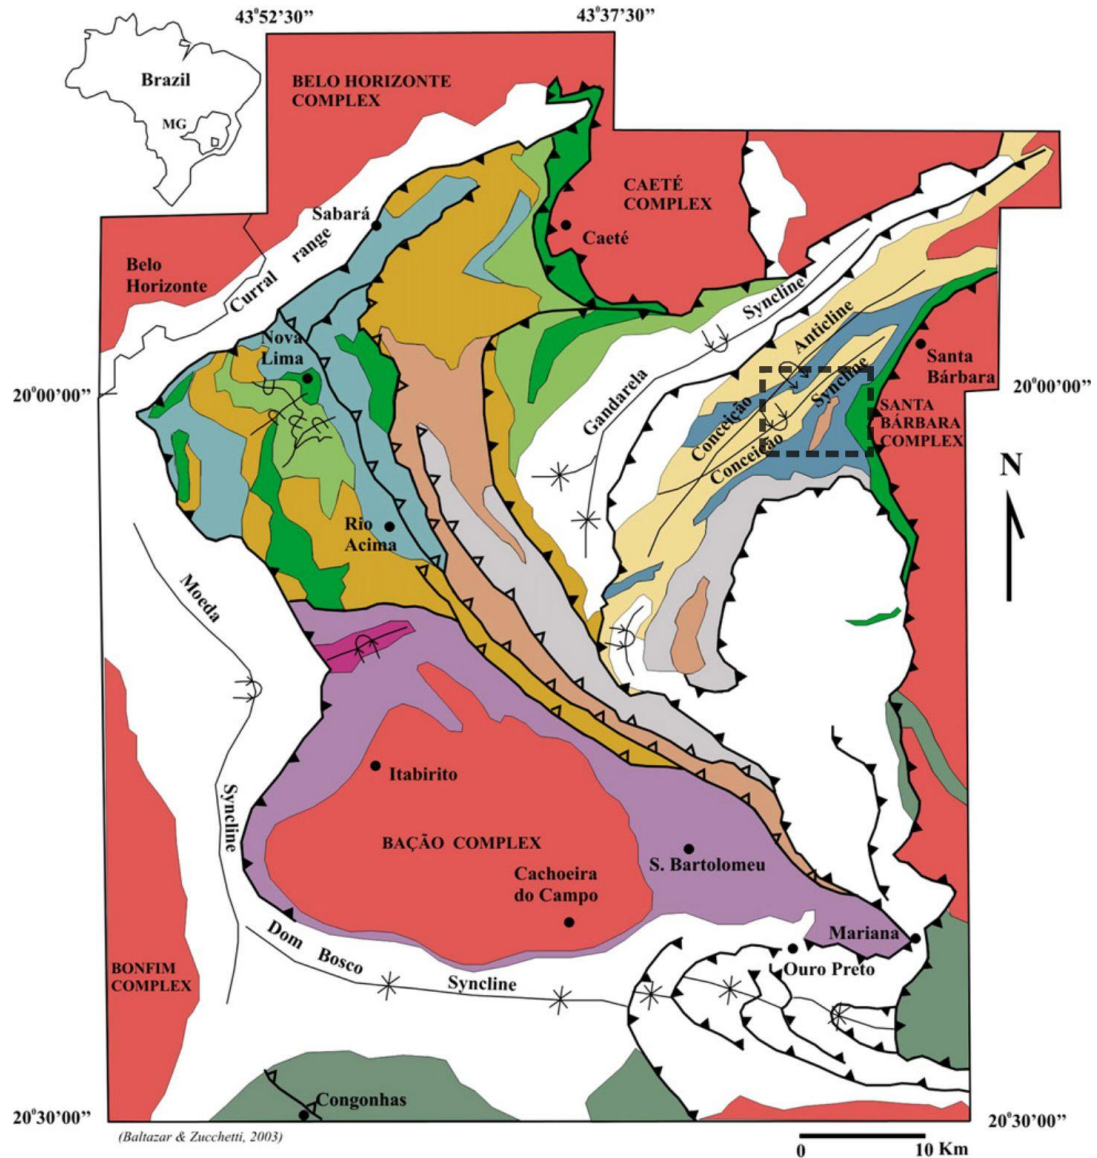 43°52'30"
43°37'30"
Brazil
MG
BELO HORIZONTE
COMPLEX
CAETÉ
COMPLEX
Sabará
Caeté
Belo
Horizonte
Curral range
Nova
Lima
Syncline
Gandarela
Anticline
Conceição
Syncline
Conceição
Santa
Bárbara
20°00'00"
20°00'00"
SANTA
BÁRBARA
COMPLEX
N
Rio
Acima
Moeda
Syncline
Itabirito
BAÇÃO COMPLEX
S. Bartolomeu
Cachoeira
do Campo
Mariana
Ouro Preto
Dom Bosco Syncline
BONFIM
COMPLEX
Congonhas
20°30'00"
20°30'00"
(Baltazar & Zucchetti, 2003)
0 10 Km